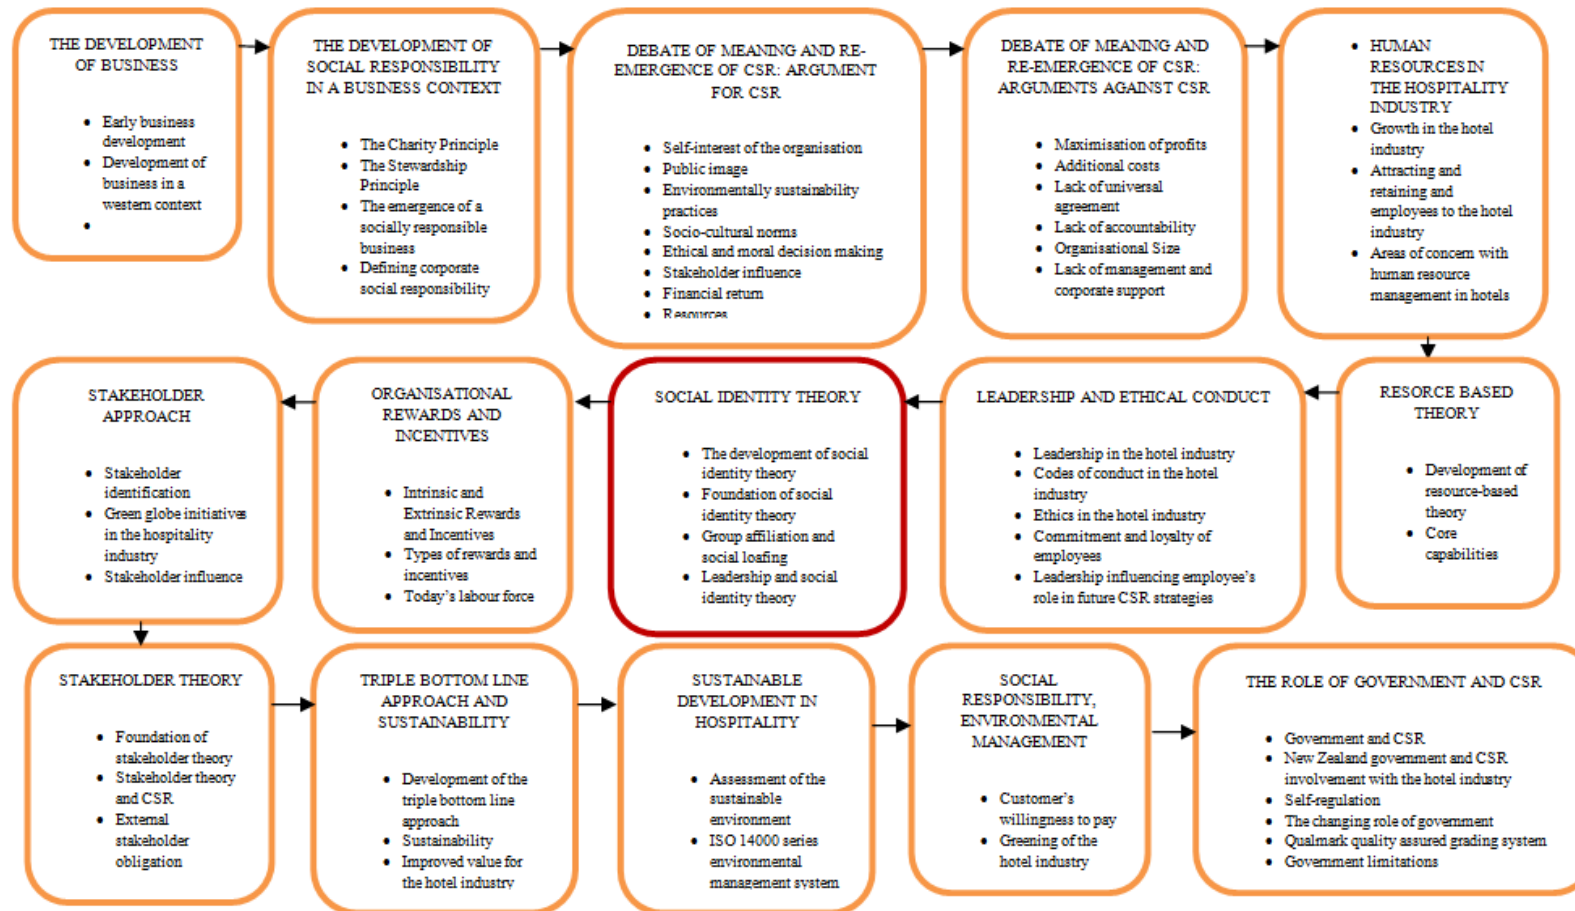 THE DEVELOPMENT
OF BUSINESS
• Early business
development
• Development of
business in a
western context
•
THE DEVELOPMENT OF
SOCIAL RESPONSIBILITY
IN A BUSINESS CONTEXT
• The Charity Principle
• The Stewardship
Principle
• The emergence of a
socially responsible
business
• Defining corporate
social responsibility
DEBATE OF MEANING AND RE-
EMERGENCE OF CSR: ARGUMENT
FOR CSR
• Self-interest of the organisation
• Public image
• Environmentally sustainability
practices
• Socio-cultural norms
• Ethical and moral decision making
• Stakeholder influence
• Financial return
• Resources
DEBATE OF MEANING AND
RE-EMERGENCE OF CSR:
ARGUMENTS AGAINST CSR
• Maximisation of profits
• Additional costs
• Lack of universal
agreement
• Lack of accountability
• Organisational Size
• Lack of management and
corporate support
• HUMAN
RESOURCES IN
THE HOSPITALITY
INDUSTRY
• Growth in the hotel
industry
• Attracting and
retaining and
employees to the hotel
industry
• Areas of concern with
human resource
management in hotels
STAKEHOLDER
APPROACH
• Stakeholder
identification
• Green globe initiatives
in the hospitality
industry
• Stakeholder influence
ORGANISATIONAL
REWARDS AND
INCENTIVES
• Intrinsic and
Extrinsic Rewards
and Incentives
• Types of rewards and
incentives
• Today's labour force
SOCIAL IDENTITY THEORY
• The development of social
identity theory
• Foundation of social
identity theory
• Group affiliation and
social loafing
• Leadership and social
identity theory
LEADERSHIP AND ETHICAL CONDUCT
• Leadership in the hotel industry
• Codes of conduct in the hotel
industry
• Ethics in the hotel industry
• Commitment and loyalty of
employees
• Leadership influencing employee's
role in future CSR strategies
RESORCE BASED
THEORY
• Development of
resource-based
theory
• Core
capabilities
STAKEHOLDER THEORY
• Foundation of
stakeholder theory
• Stakeholder theory
and CSR
• External
stakeholder
obligation
TRIPLE BOTTOM LINE
APPROACH AND
SUSTAINABILITY
• Development of the
triple bottom line
approach
• Sustainability
• Improved value for
the hotel industry
SUSTAINABLE
DEVELOPMENT IN
HOSPITALITY
• Assessment of the
sustainable
environment
• ISO 14000 series
environmental
management system
SOCIAL
RESPONSIBILITY,
ENVIRONMENTAL
MANAGEMENT
• Customer's
willingness to pay
• Greening of the
hotel industry
THE ROLE OF GOVERNMENT AND CSR
• Government and CSR
• New Zealand government and CSR
involvement with the hotel industry
• Self-regulation
• The changing role of government
• Qualmark quality assured grading system
• Government limitations